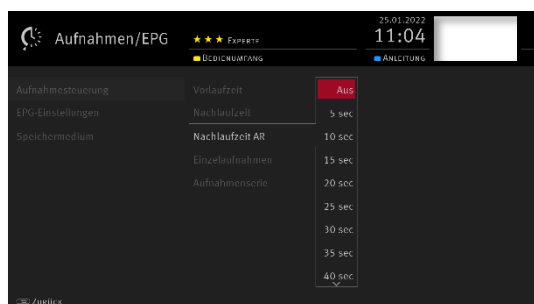 Aufnahmen/EPG
★★★ EXPERTE
BEDIENUMFANG
25.01.2022
11:04
ANLEITUNG
Aufnahmesteuerung
EPG-Einstellungen
Speichermedium
Vorlaufzeit
Nachlaufzeit
Nachlaufzeit AR
Einzelaufnahmen
Aufnahmenserie
Aus
5 sec
10 sec
15 sec
20 sec
25 sec
30 sec
35 sec
40 sec
Zurück